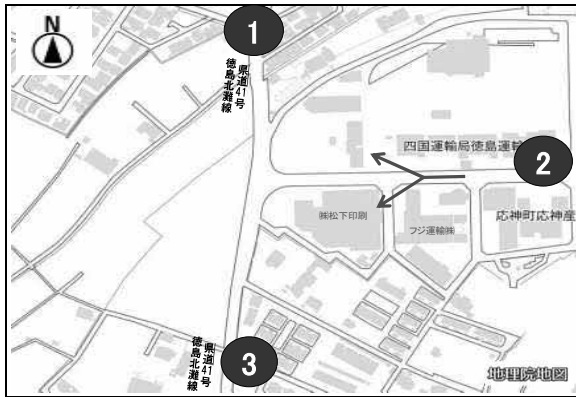 N
1
県道41号
徳島北灘線
四国運輸局徳島運輸
2
㈱松下印刷
フジ運輸㈱
応神町応神産
県道41号
徳島北灘線
3
地理院地図